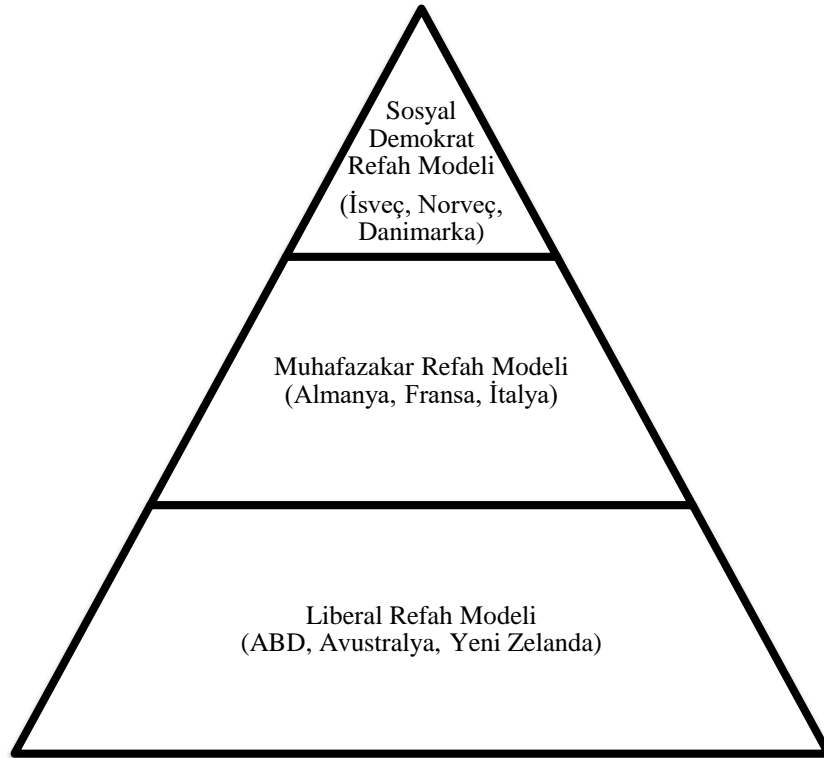 Sosyal
Demokrat
Refah Modeli
(İsveç, Norveç,
Danimarka)
Muhafazakar Refah Modeli
(Almanya, Fransa, İtalya)
Liberal Refah Modeli
(ABD, Avustralya, Yeni Zelanda)